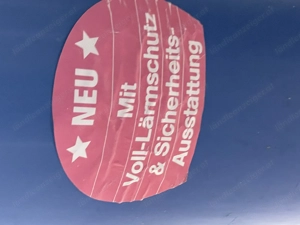 ★ NEU ★
Mit
Voll-Lärmschutz
& Sicherheits-
Ausstattung